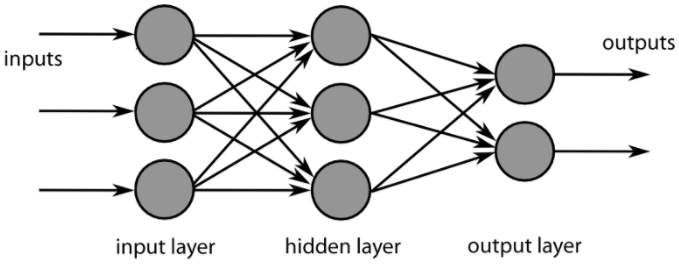 outputs
inputs
input layer
hidden layer
output layer